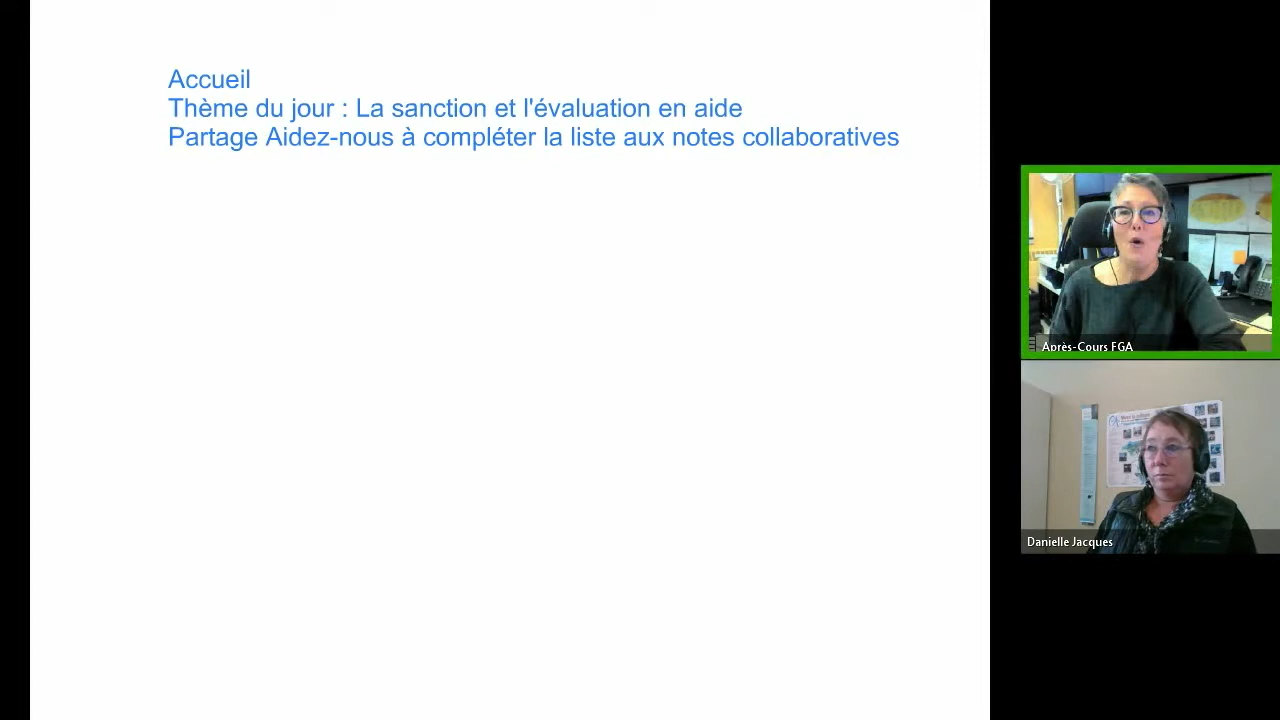 Accueil
Thème du jour : La sanction et l'évaluation en aide
Partage Aidez-nous à compléter la liste aux notes collaboratives
Après-Cours FGA
Danielle Jacques